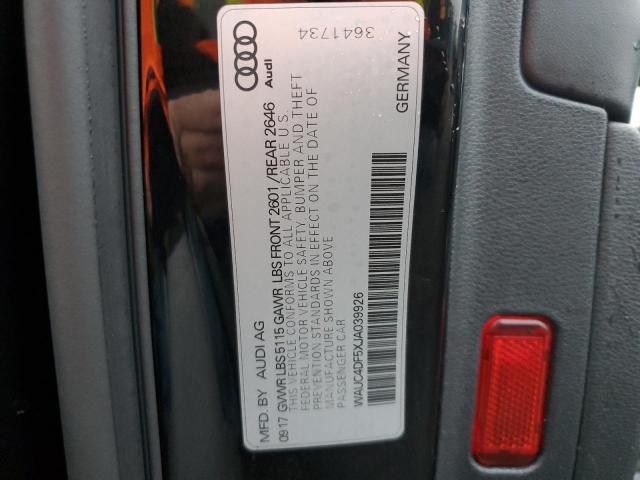 MFD. BY AUDI AG
0917 GVWR LBS 5115 GAWR LBS FRONT 2601 / REAR 2646
THIS VEHICLE CONFORMS TO ALL APPLICABLE U.S.
FEDERAL MOTOR VEHICLE SAFETY, BUMPER AND THEFT
PREVENTION STANDARDS IN EFFECT ON THE DATE OF
MANUFACTURE SHOWN ABOVE
PASSENGER CAR
WAUC4DF5XJA039926
Audi
3641734
GERMANY